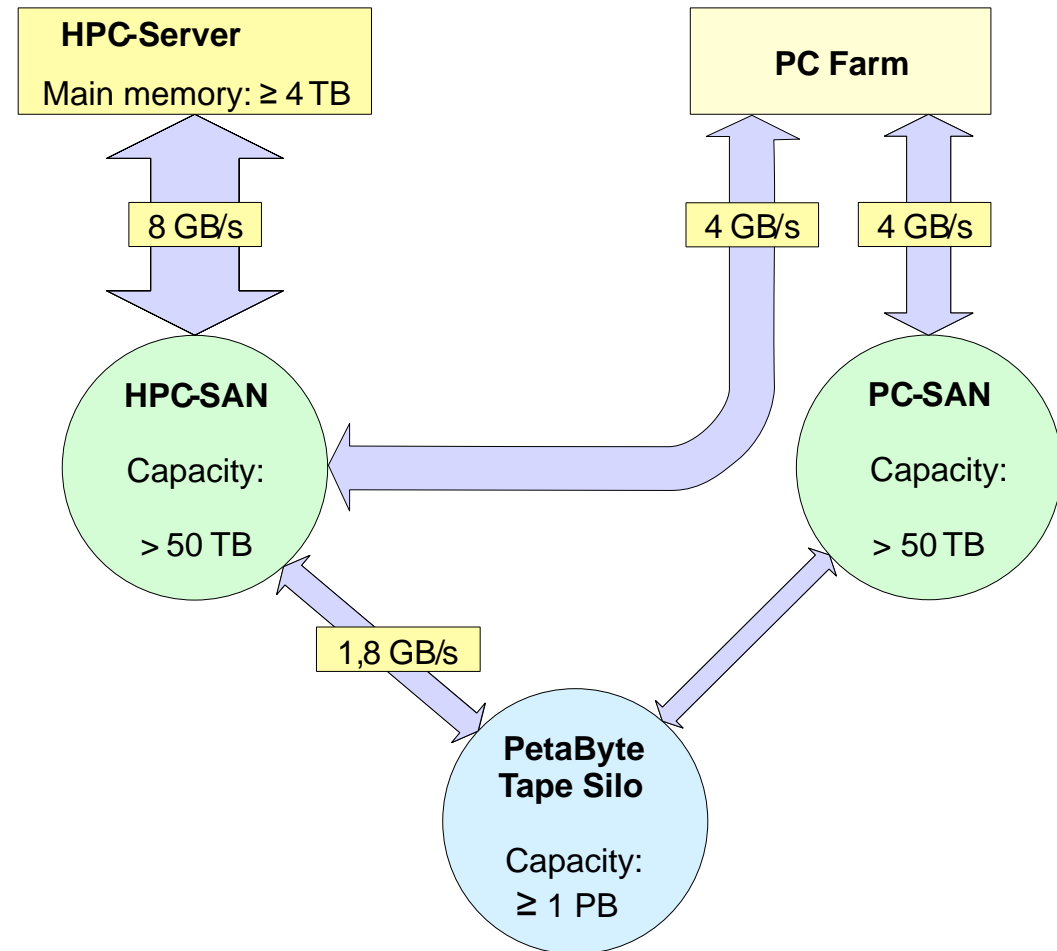 HPC-Server
Main memory: ≥ 4 TB
PC Farm
8 GB/s
4 GB/s
4 GB/s
HPC-SAN
Capacity:
> 50 TB
PC-SAN
Capacity:
> 50 TB
1,8 GB/s
PetaByte
Tape Silo
Capacity:
≥ 1 PB